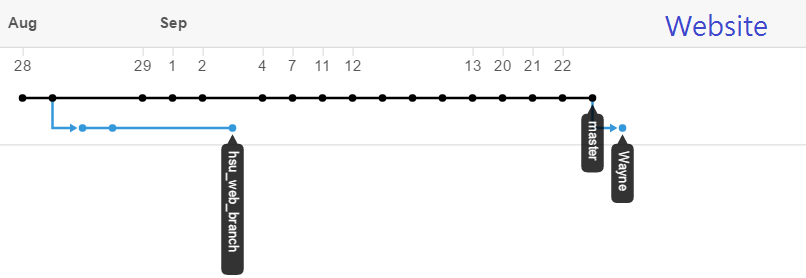 Aug Sep Website
28 29 1 2 4 7 11 12 13 20 21 22
master
Wayne
hsu_web_branch